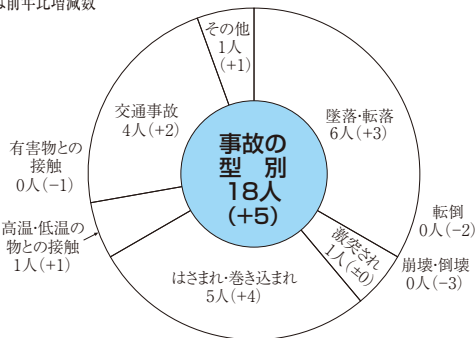 は前年比増減数
その他
1人
(+1)
墜落・転落
6人(+3)
転倒
0人(−2)
崩壊・倒壊
0人(−3)
激突され
1人(±0)
はさまれ・巻き込まれ
5人(+4)
高温・低温の
物との接触
1人(+1)
有害物との
接触
0人(−1)
交通事故
4人(+2)
事故の
型 別
18人
(+5)